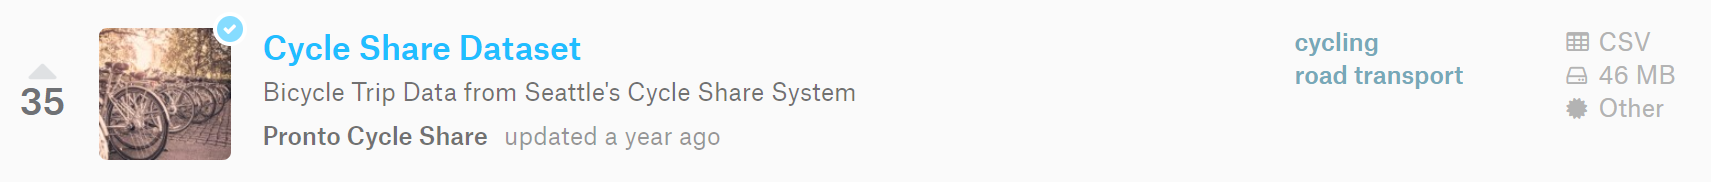 35
Cycle Share Dataset
Bicycle Trip Data from Seattle's Cycle Share System
Pronto Cycle Share updated a year ago
cycling
road transport
CSV
46 MB
Other